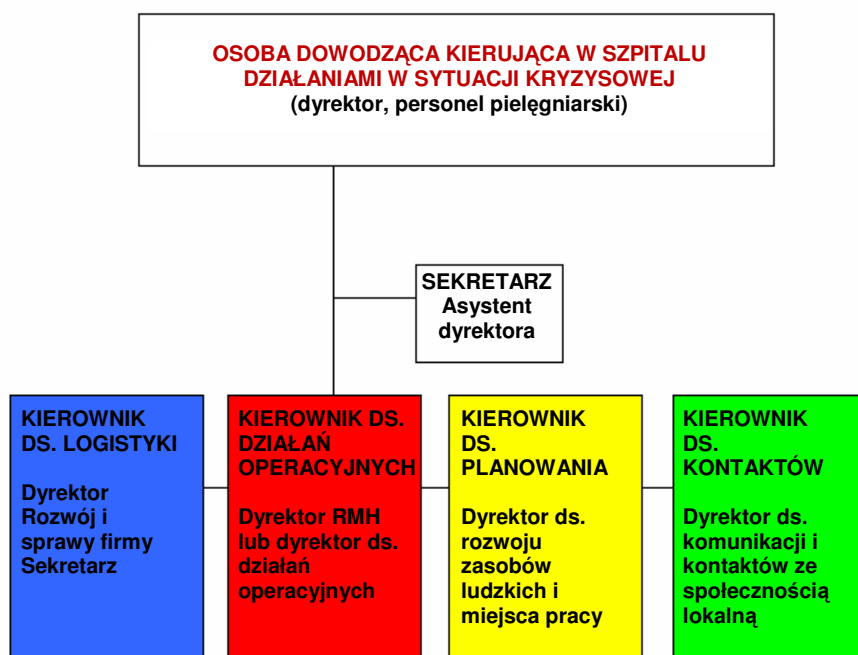 OSOBA DOWODZĄCA KIERUJĄCA W SZPITALU
DZIAŁANIAMI W SYTUACJI KRYZYSOWEJ
(dyrektor, personel pielęgniarski)
SEKRETARZ
Asystent
dyrektora
KIEROWNIK
DS. LOGISTYKI
Dyrektor
Rozwój i
sprawy firmy
Sekretarz
KIEROWNIK DS.
DZIAŁAŃ
OPERACYJNYCH
Dyrektor RMH
lub dyrektor ds.
działań
operacyjnych
KIEROWNIK
DS.
PLANOWANIA
Dyrektor ds.
rozwoju
zasobów
ludzkich i
miejsca pracy
KIEROWNIK
DS.
KONTAKTÓW
Dyrektor ds.
komunikacji i
kontaktów ze
społecznością
lokalną